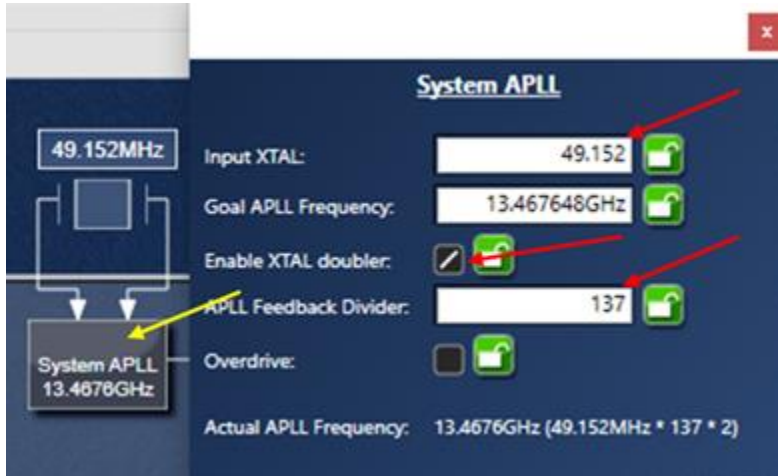 x
System APLL
49.152MHz
Input XTAL: 49.152
Goal APLL Frequency: 13.467648GHz
Enable XTAL doubler:
APLL Feedback Divider: 137
System APLL
13.4676GHz
Overdrive:
Actual APLL Frequency: 13.4676GHz (49.152MHz * 137 * 2)